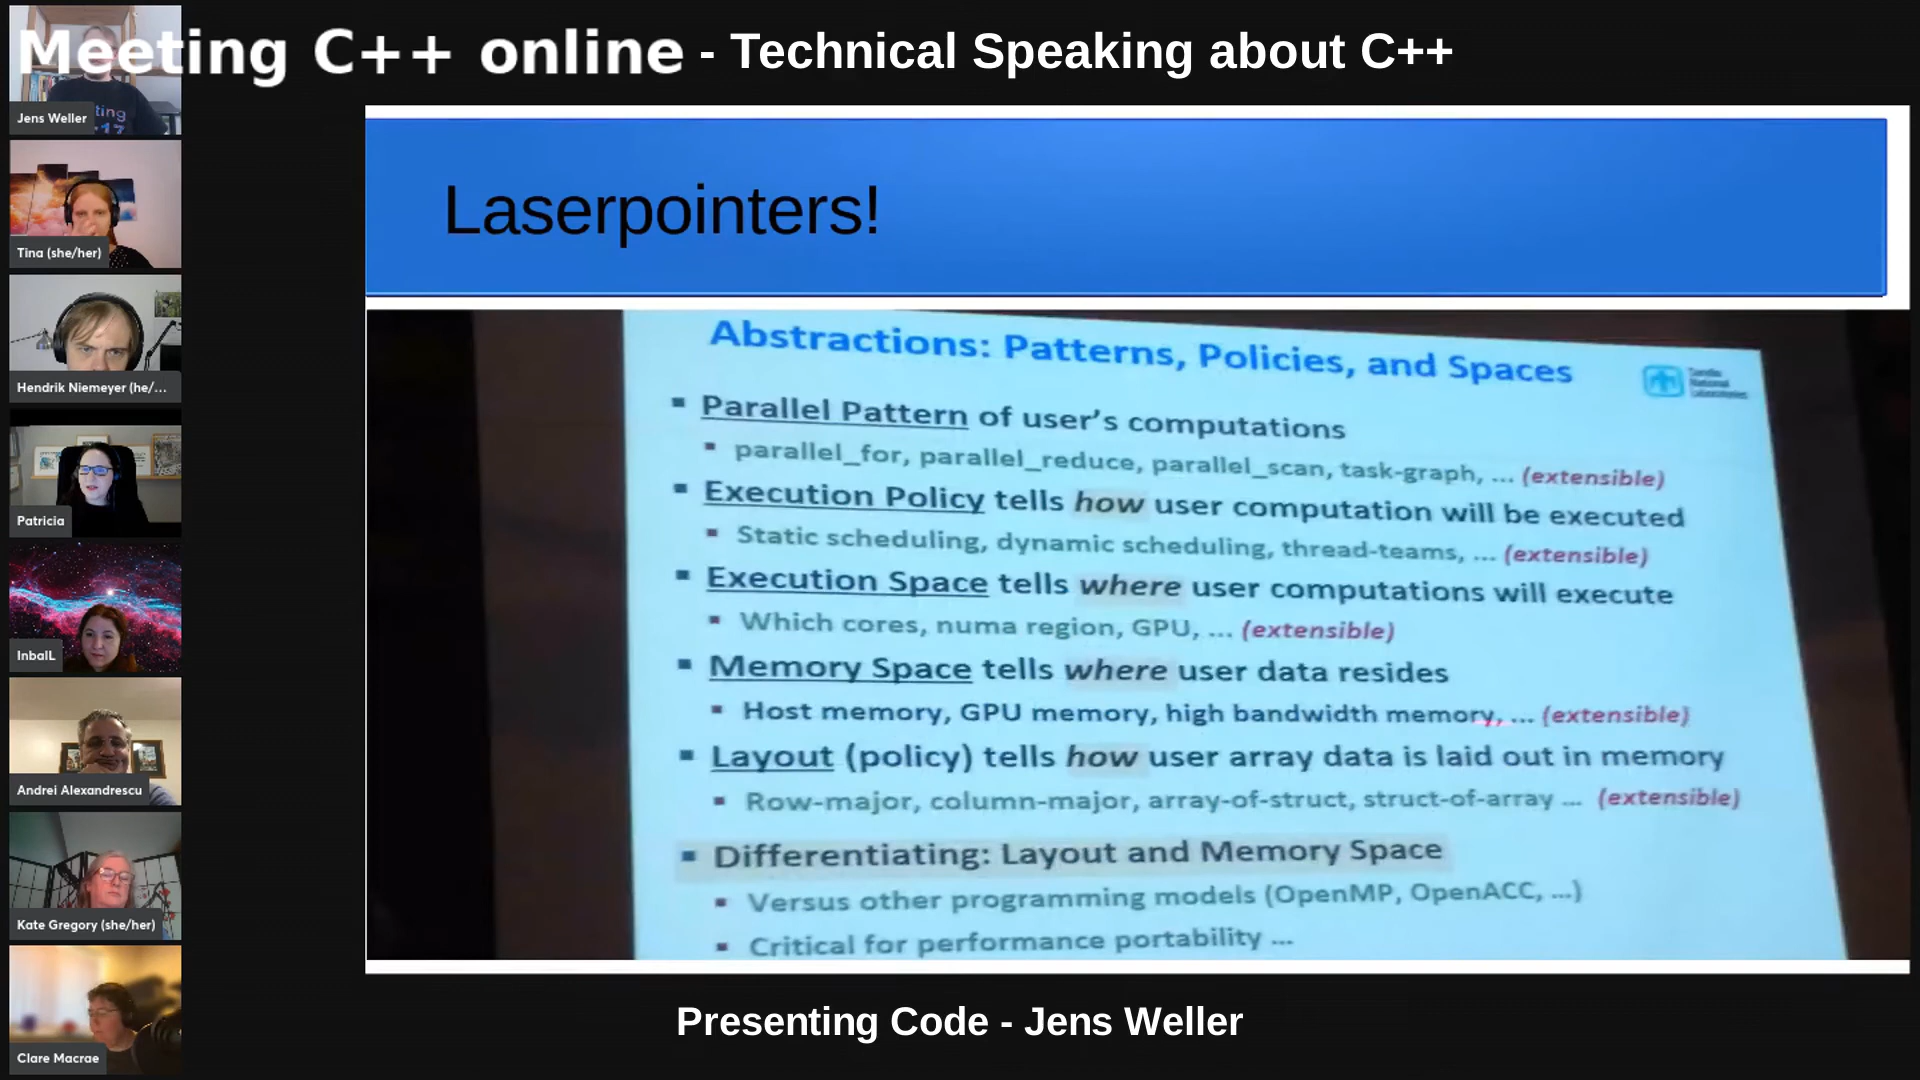 Meeting C++ online - Technical Speaking about C++
Jens Weller
Tina (she/her)
Hendrik Niemeyer (he/...
Patricia
InbalL
Andrei Alexandrescu
Kate Gregory (she/her)
Clare Macrae
Laserpointers!
Abstractions: Patterns, Policies, and Spaces
Sandia
National
Laboratories
▪ Parallel Pattern of user’s computations
▪ parallel_for, parallel_reduce, parallel_scan, task-graph, ... (extensible)
▪ Execution Policy tells how user computation will be executed
▪ Static scheduling, dynamic scheduling, thread-teams, ... (extensible)
▪ Execution Space tells where user computations will execute
▪ Which cores, numa region, GPU, ... (extensible)
▪ Memory Space tells where user data resides
▪ Host memory, GPU memory, high bandwidth memory, ... (extensible)
▪ Layout (policy) tells how user array data is laid out in memory
▪ Row-major, column-major, array-of-struct, struct-of-array ... (extensible)
▪ Differentiating: Layout and Memory Space
▪ Versus other programming models (OpenMP, OpenACC, ...)
▪ Critical for performance portability ...
Presenting Code - Jens Weller